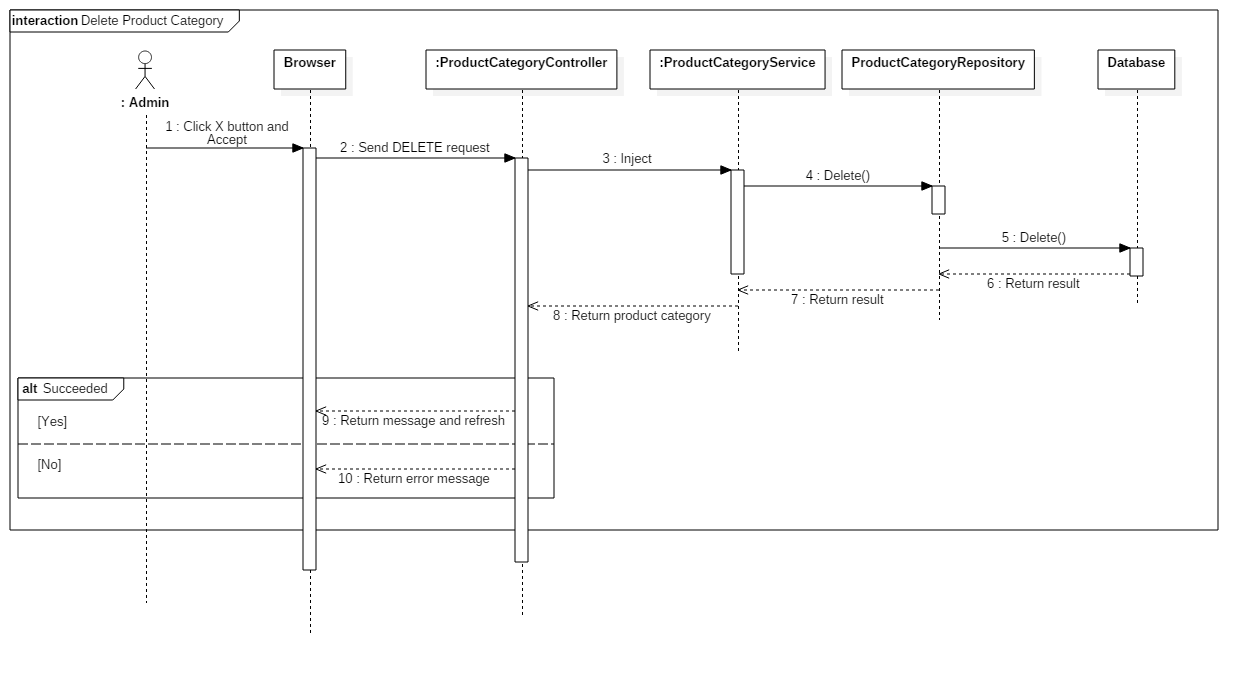 interaction Delete Product Category
Browser
:ProductCategoryController
:ProductCategoryService
ProductCategoryRepository
Database
: Admin
1 : Click X button and
Accept
2 : Send DELETE request
3 : Inject
4 : Delete()
5 : Delete()
6 : Return result
7 : Return result
8 : Return product category
alt Succeeded
[Yes]
9 : Return message and refresh
[No]
10 : Return error message